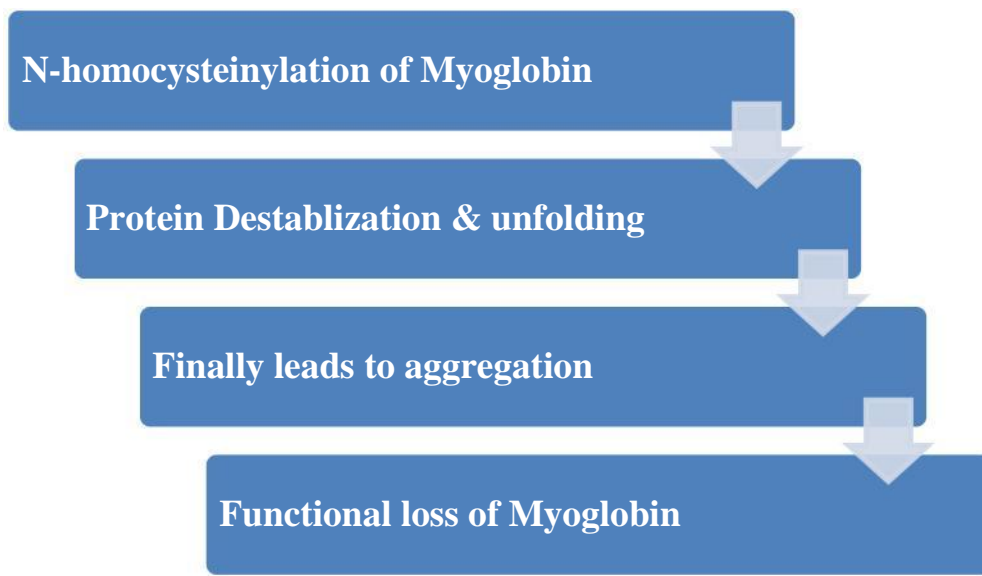 N-homocysteinylation of Myoglobin
Protein Destablization & unfolding
Finally leads to aggregation
Functional loss of Myoglobin